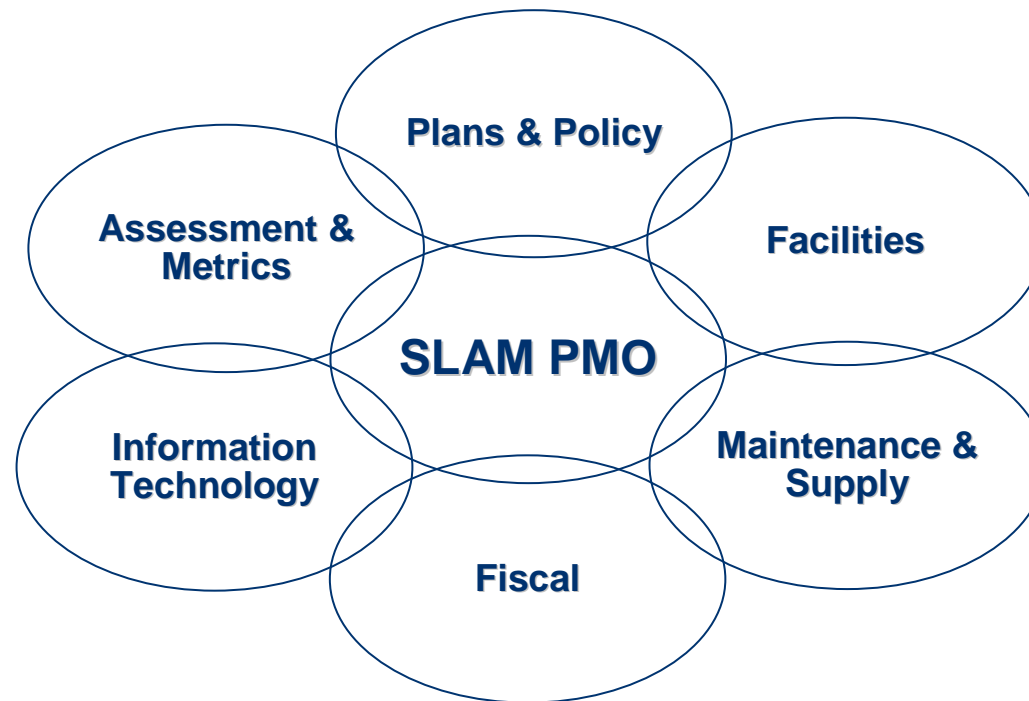 Plans & Policy
Assessment &
Metrics
Facilities
SLAM PMO
Information
Technology
Maintenance &
Supply
Fiscal